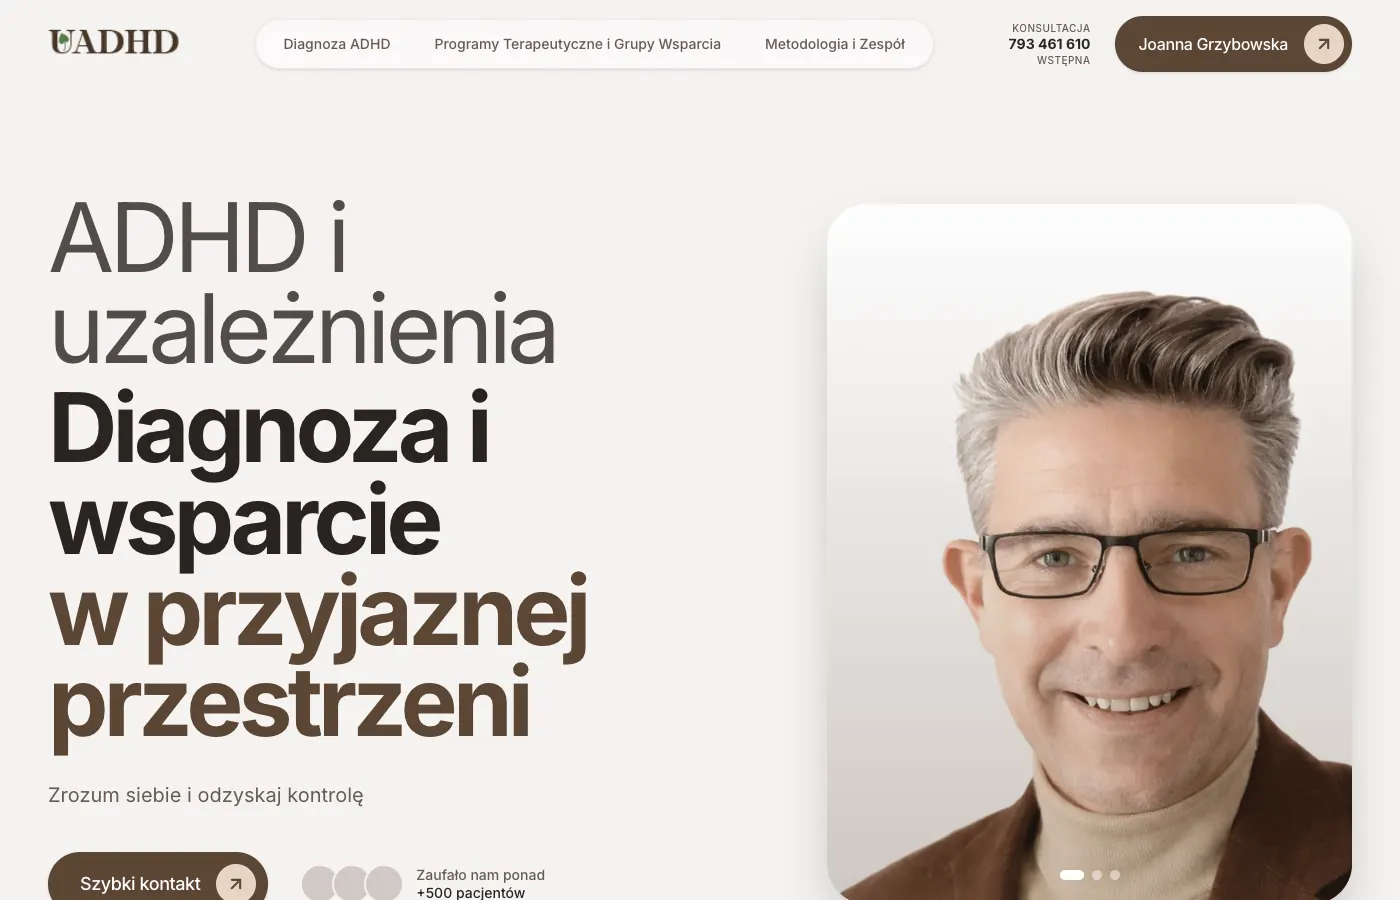 UADHD
Diagnoza ADHD
Programy Terapeutyczne i Grupy Wsparcia
Metodologia i Zespół
KONSULTACJA
793 461 610
WSTĘPNA
Joanna Grzybowska
ADHD i
uzależnienia
Diagnoza i
wsparcie
w przyjaznej
przestrzeni
Zrozum siebie i odzyskaj kontrolę
Szybki kontakt
Zaufało nam ponad
+500 pacjentów